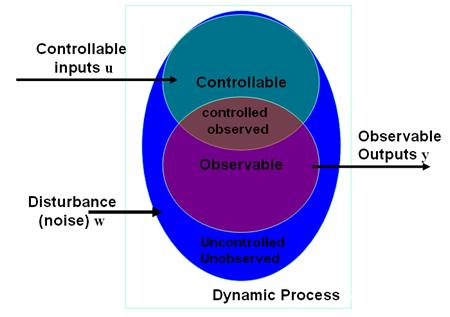 Controllable
inputs u
Controllable
controlled
observed
Observable
Observable
Outputs y
Disturbance
(noise) w
Uncontrolled
Unobserved
Dynamic Process